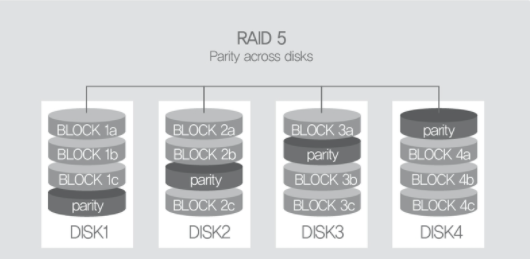 RAID 5
Parity across disks
BLOCK 1a
BLOCK 1b
BLOCK 1c
parity
DISK1
BLOCK 2a
BLOCK 2b
parity
BLOCK 2c
DISK2
BLOCK 3a
parity
BLOCK 3b
BLOCK 3c
DISK3
parity
BLOCK 4a
BLOCK 4b
BLOCK 4c
DISK4